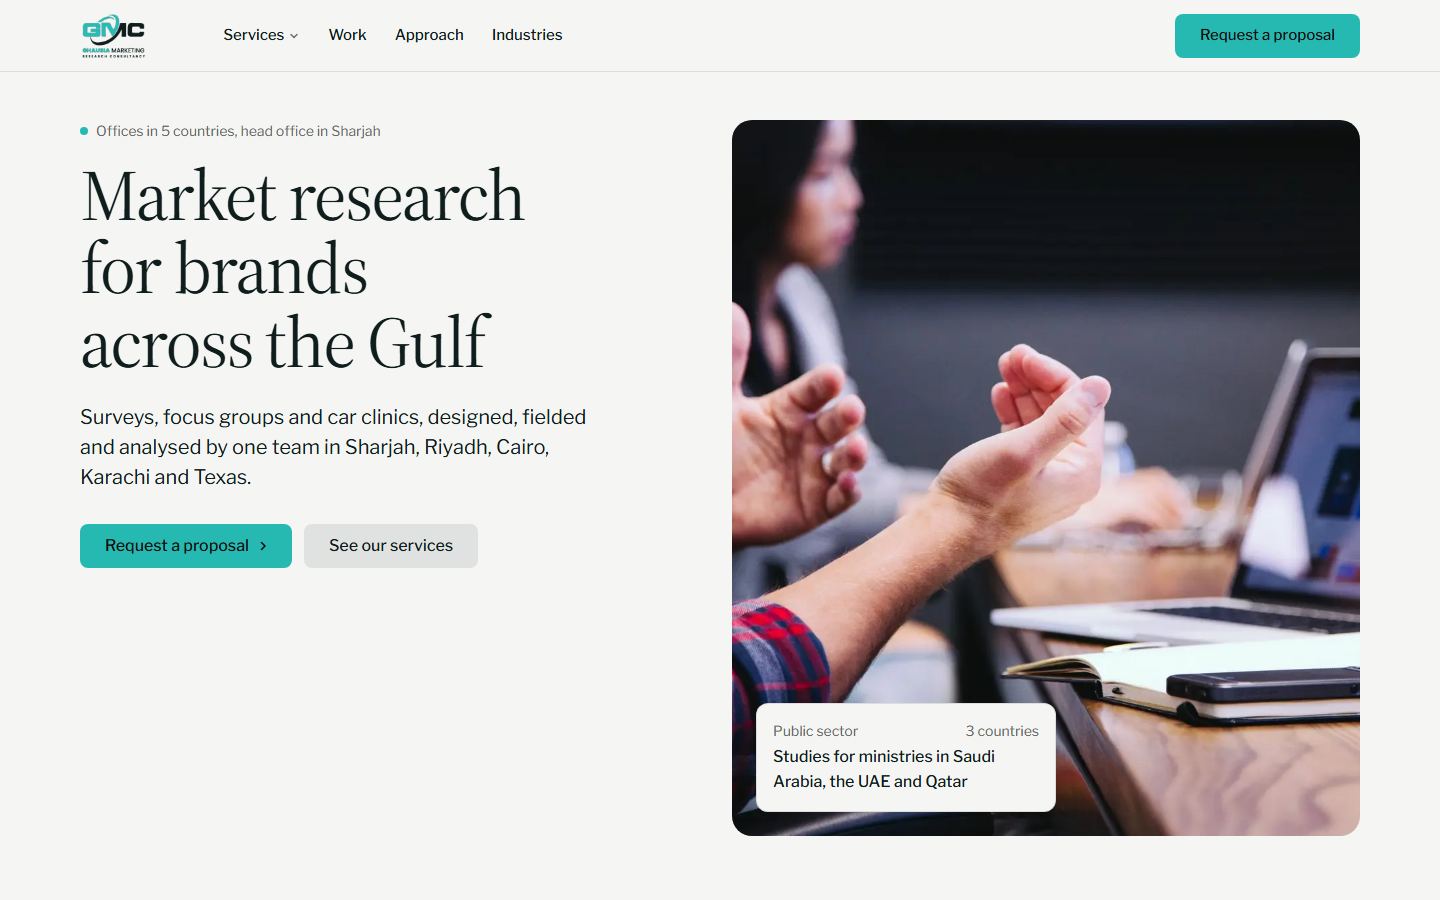 GMC
GHAUSIA MARKETING
RESEARCH CONSULTANCY
Services
Work
Approach
Industries
Request a proposal
Offices in 5 countries, head office in Sharjah
Market research
for brands
across the Gulf
Surveys, focus groups and car clinics, designed, fielded
and analysed by one team in Sharjah, Riyadh, Cairo,
Karachi and Texas.
Request a proposal
See our services
Public sector
3 countries
Studies for ministries in Saudi
Arabia, the UAE and Qatar